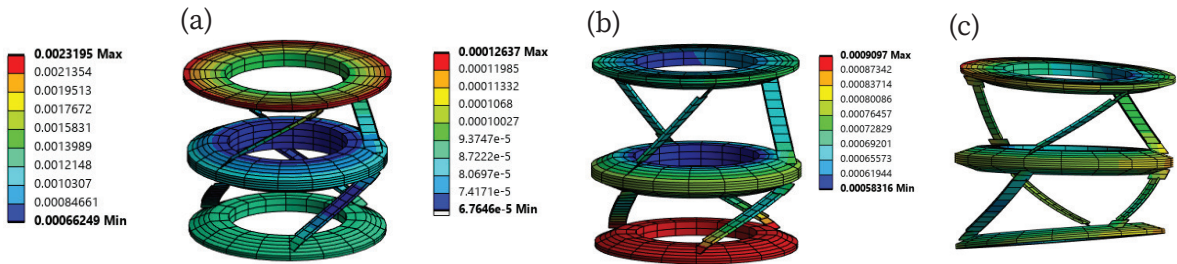 (a)
0.0023195 Max
0.0021354
0.0019513
0.0017672
0.0015831
0.0013989
0.0012148
0.0010307
0.00084661
0.00066249 Min
(b)
0.00012637 Max
0.00011985
0.00011332
0.0001068
0.00010027
9.3747e-5
8.7222e-5
8.0697e-5
7.4171e-5
6.7646e-5 Min
(c)
0.0009097 Max
0.00087342
0.00083714
0.00080086
0.00076457
0.00072829
0.00069201
0.00065573
0.00061944
0.00058316 Min